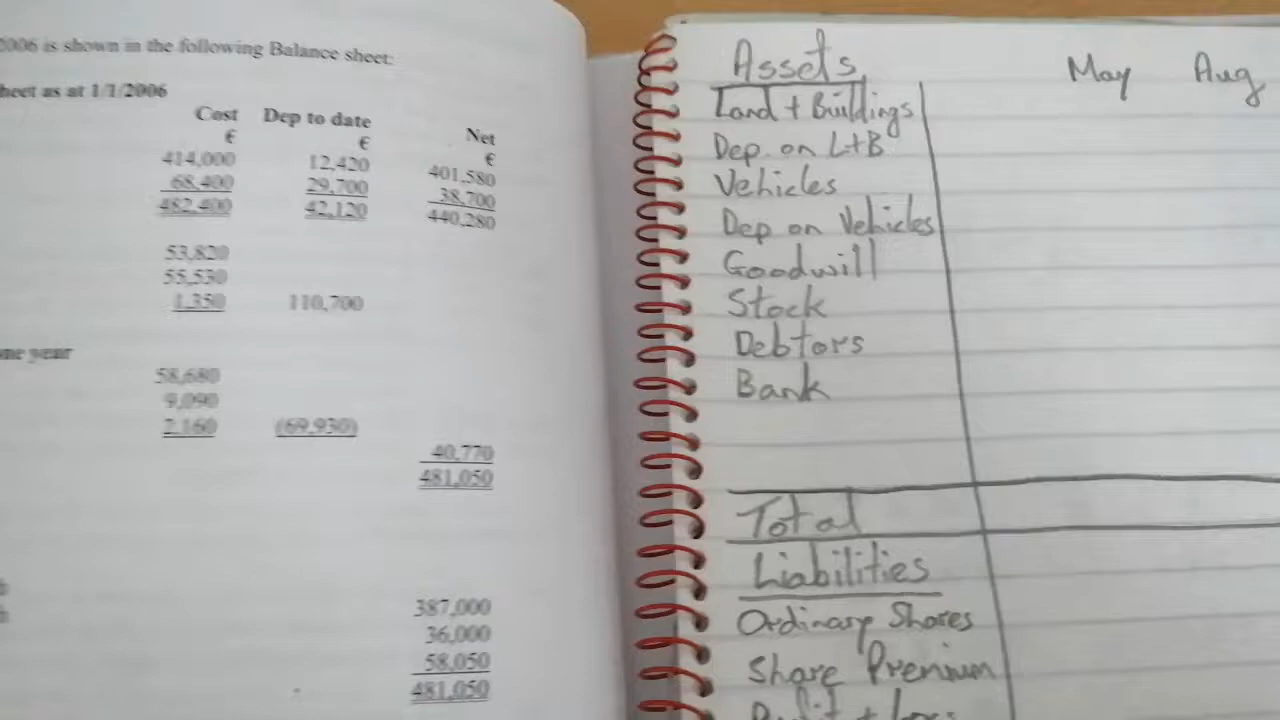 2006 is shown in the following Balance sheet:
heet as at 1/1/2006
Cost Dep to date Net
€ € €
414,000 12,420 401,580
68,400 29,700 38,700
482,400 42,120 440,280
53,820
55,530
1,350 110,700
one year
58,680
9,090
2,160 (69,930)
40,770
481,050
387,000
36,000
58,050
481,050
Assets May Aug
Land + Buildings
Dep. on L+B
Vehicles
Dep on Vehicles
Goodwill
Stock
Debtors
Bank
Total
Liabilities
Ordinary Shares
Share Premium
Profit + Loss